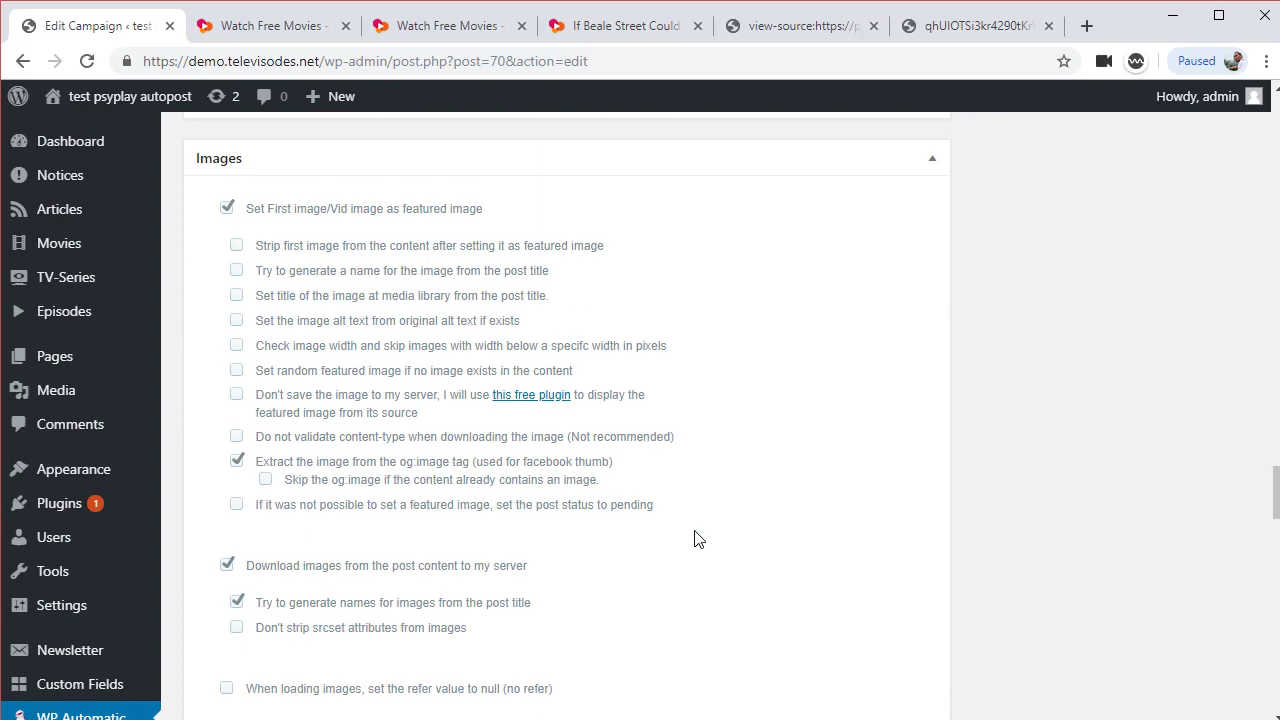 Edit Campaign < test
Watch Free Movies -
Watch Free Movies -
If Beale Street Could
view-source:https://p
qhUIOTSi3kr4290tKr
https://demo.televisodes.net/wp-admin/post.php?post=70&action=edit
Paused
test psyplay autopost
2
0
New
Howdy, admin
Dashboard
Notices
Articles
Movies
TV-Series
Episodes
Pages
Media
Comments
Appearance
Plugins 1
Users
Tools
Settings
Newsletter
Custom Fields
WP Automatic
Images
Set First image/Vid image as featured image
Strip first image from the content after setting it as featured image
Try to generate a name for the image from the post title
Set title of the image at media library from the post title.
Set the image alt text from original alt text if exists
Check image width and skip images with width below a specifc width in pixels
Set random featured image if no image exists in the content
Don't save the image to my server, I will use this free plugin to display the
featured image from its source
Do not validate content-type when downloading the image (Not recommended)
Extract the image from the og:image tag (used for facebook thumb)
Skip the og:image if the content already contains an image.
If it was not possible to set a featured image, set the post status to pending
Download images from the post content to my server
Try to generate names for images from the post title
Don't strip srcset attributes from images
When loading images, set the refer value to null (no refer)